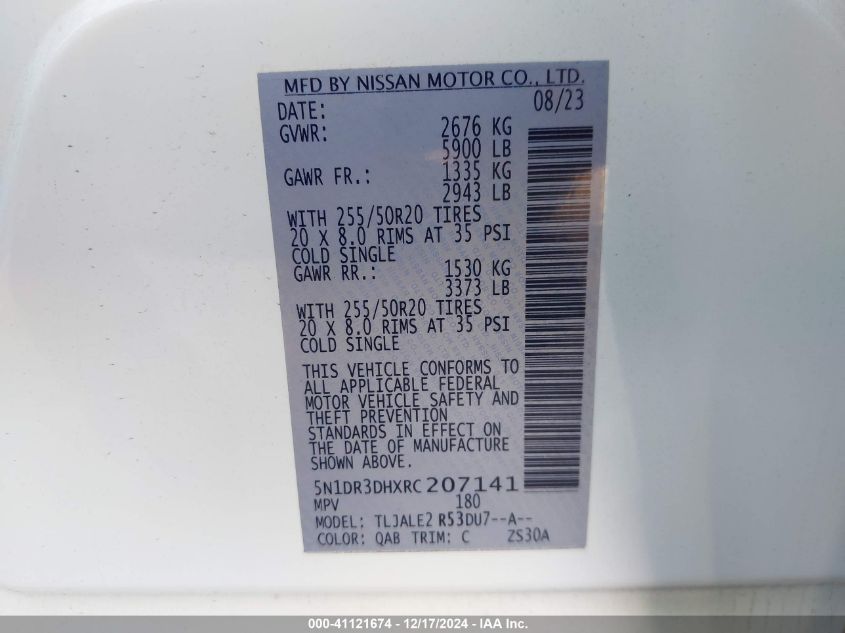 MFD BY NISSAN MOTOR CO., LTD.
DATE: 08/23
GVWR: 2676 KG
5900 LB
GAWR FR.: 1335 KG
2943 LB
WITH 255/50R20 TIRES
20 X 8.0 RIMS AT 35 PSI
COLD SINGLE
GAWR RR.: 1530 KG
3373 LB
WITH 255/50R20 TIRES
20 X 8.0 RIMS AT 35 PSI
COLD SINGLE
THIS VEHICLE CONFORMS TO
ALL APPLICABLE FEDERAL
MOTOR VEHICLE SAFETY AND
THEFT PREVENTION
STANDARDS IN EFFECT ON
THE DATE OF MANUFACTURE
SHOWN ABOVE.
5N1DR3DHXRC207141
MPV 180
MODEL: TLJALE2 R53DU7--A--
COLOR: QAB TRIM: C ZS30A
000-41121674 / 12/17/2024 - IAA Inc.